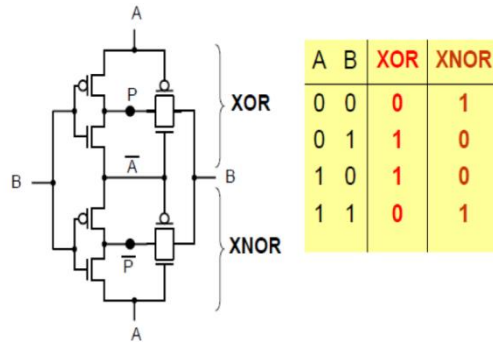 A
P
XOR
A̅
B
B
XNOR
P̅
A
A B XOR XNOR
0 0 0 1
0 1 1 0
1 0 1 0
1 1 0 1